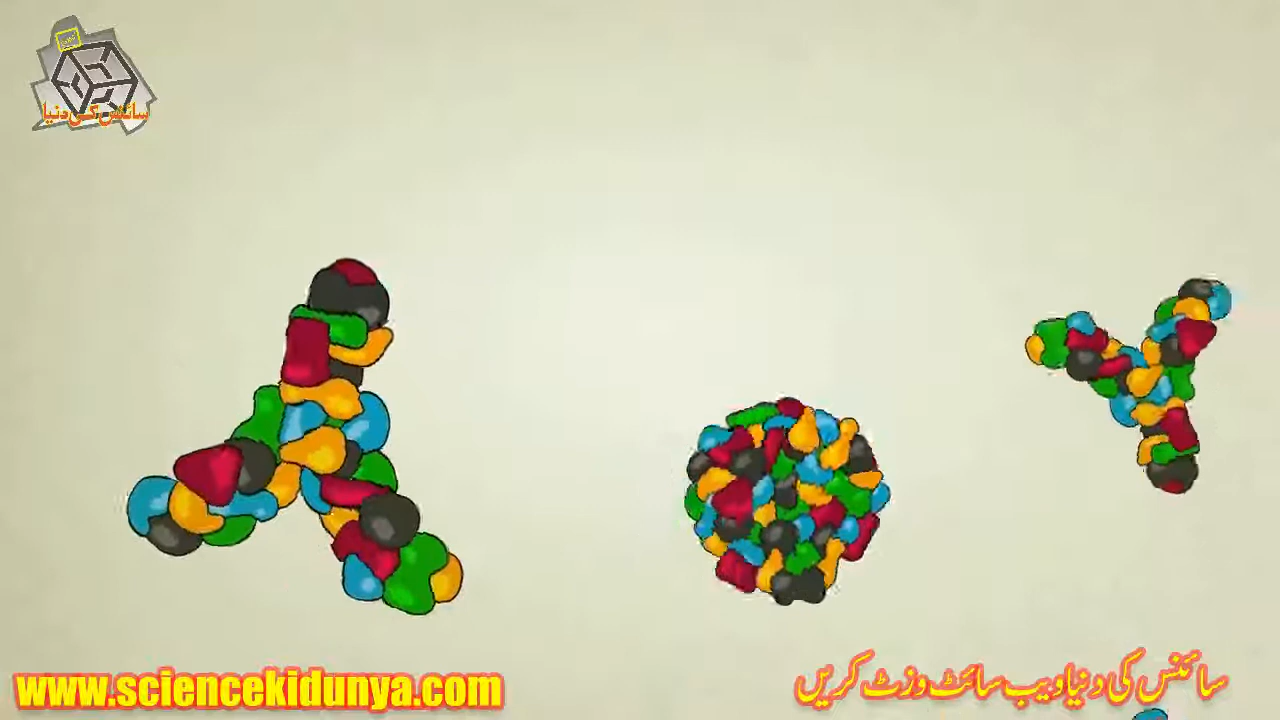 سائنس کی دنیا
www.sciencekidunya.com
سائنس کی دنیا ویب سائٹ وزٹ کریں